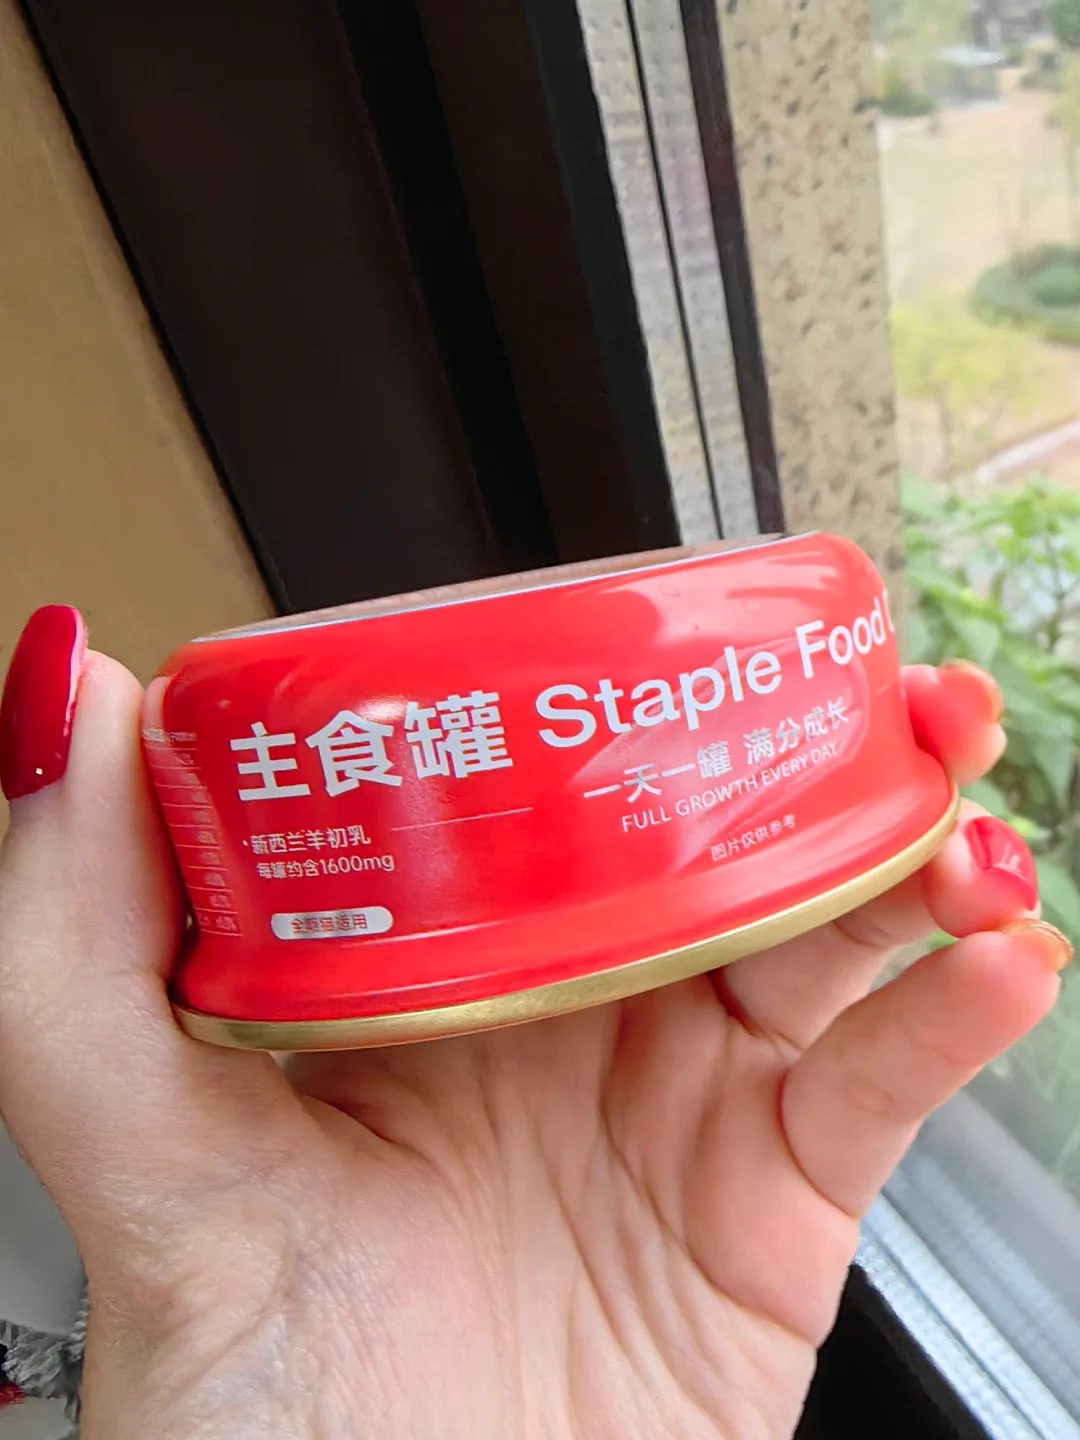 主食罐 Staple Food
一天一罐 满分成长
FULL GROWTH EVERY DAY
图片仅供参考
·新西兰羊初乳
每罐约含1600mg
全期猫适用